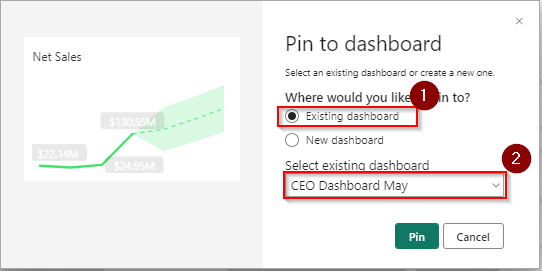 Net Sales
$130.55M
$22.14M
$24.95M
Pin to dashboard
Select an existing dashboard or create a new one.
Where would you like in to?
1
Existing dashboard
New dashboard
Select existing dashboard
2
CEO Dashboard May
Pin
Cancel